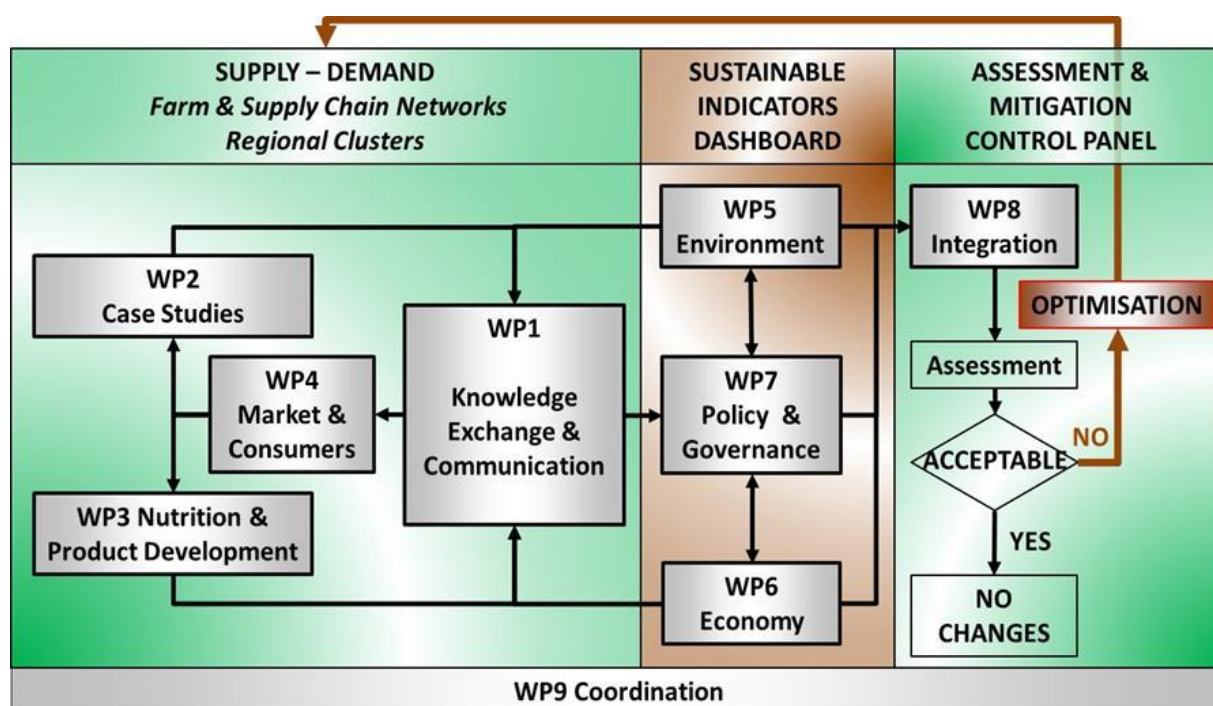 SUPPLY – DEMAND
Farm & Supply Chain Networks
Regional Clusters
SUSTAINABLE
INDICATORS
DASHBOARD
ASSESSMENT &
MITIGATION
CONTROL PANEL
WP2
Case Studies
WP4
Market &
Consumers
WP3 Nutrition &
Product Development
WP1
Knowledge
Exchange &
Communication
WP5
Environment
WP7
Policy &
Governance
WP6
Economy
WP8
Integration
OPTIMISATION
Assessment
NO
ACCEPTABLE
YES
NO
CHANGES
WP9 Coordination